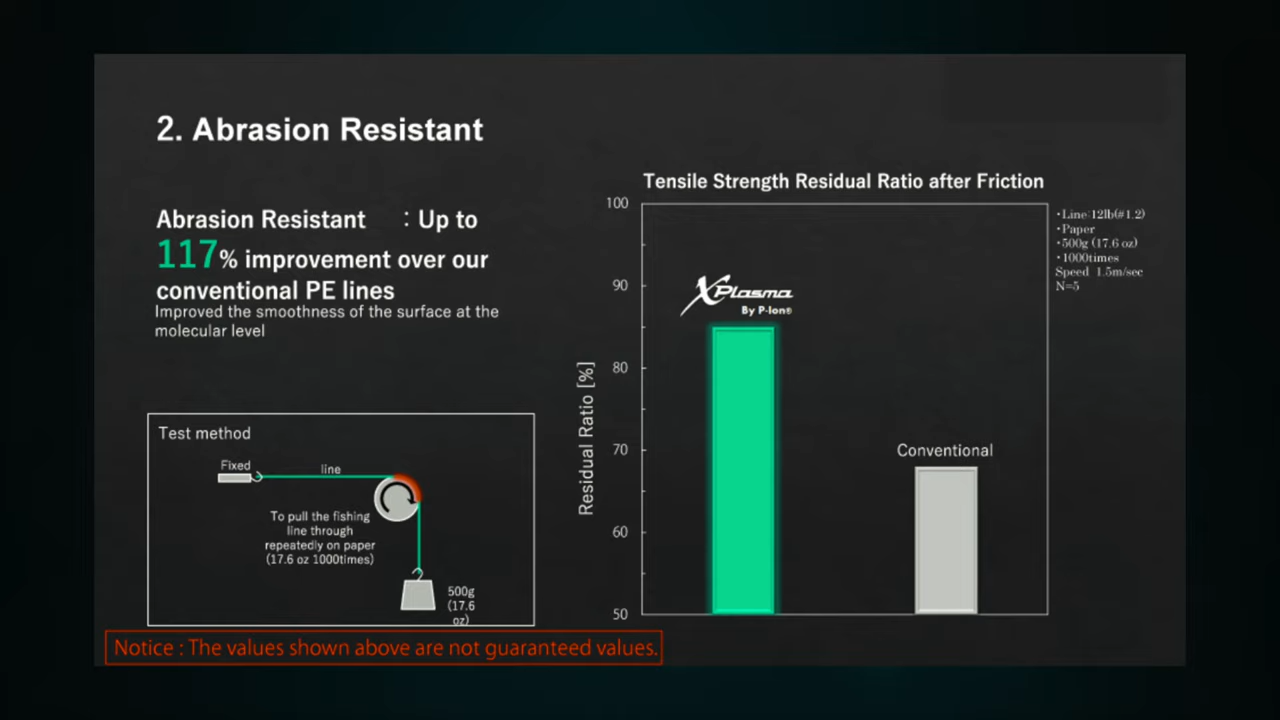 2. Abrasion Resistant
Abrasion Resistant : Up to
117% improvement over our
conventional PE lines
Improved the smoothness of the surface at the
molecular level
Test method
Fixed
line
To pull the fishing
line through
repeatedly on paper
(17.6 oz 1000times)
500g
(17.6
oz)
Notice : The values shown above are not guaranteed values.
Tensile Strength Residual Ratio after Friction
Residual Ratio [%]
100
90
80
70
60
50
XPlasma
By P-Ion®
Conventional
・Line:12lb(#1.2)
・Paper
・500g (17.6 oz)
・1000times
Speed 1.5m/sec
N=5